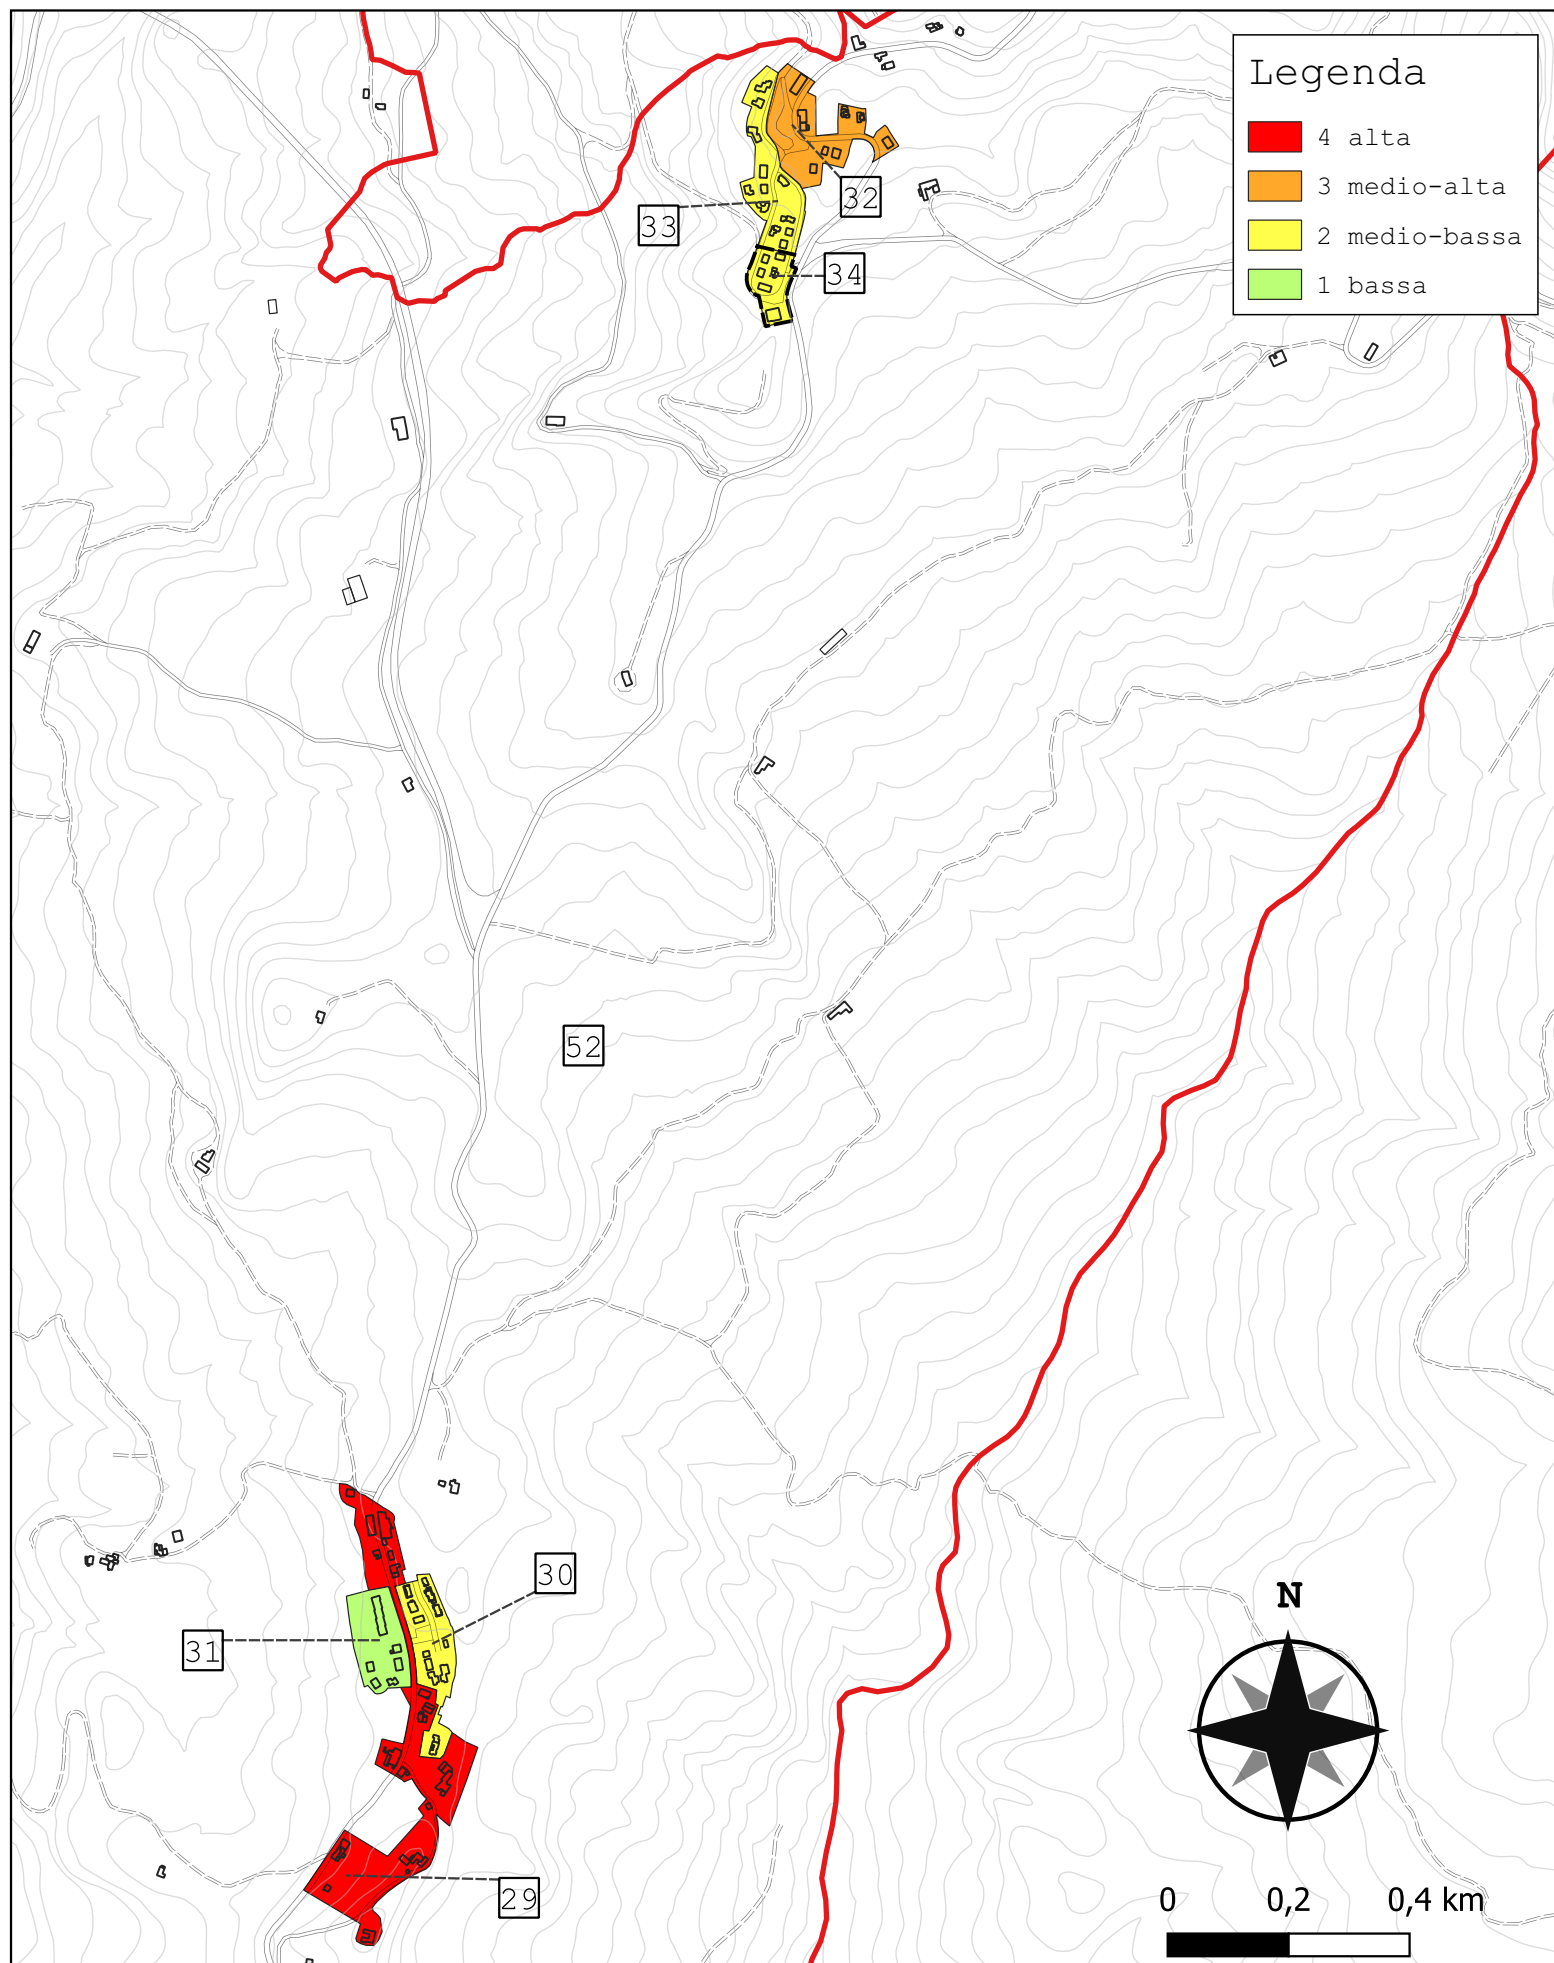 Legenda
4 alta
3 medio-alta
2 medio-bassa
1 bassa
32
33
34
52
30
31
29
N
0 0,2 0,4 km